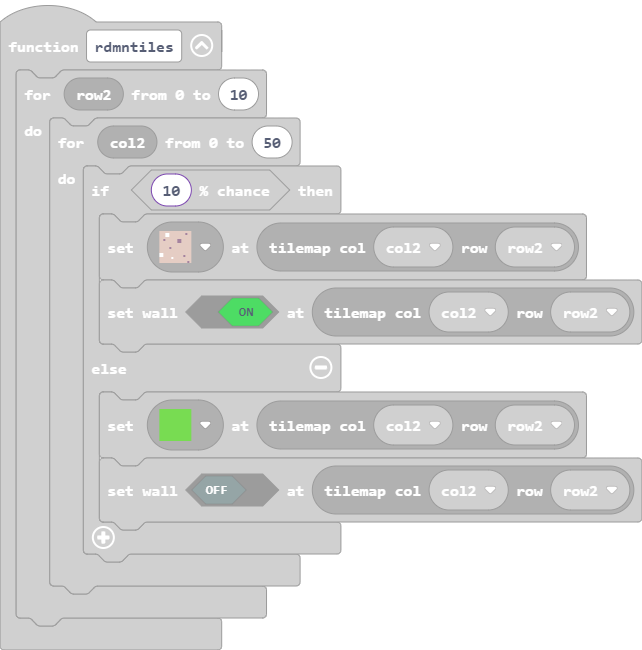 function rdmntiles
for row2 from 0 to 10
do
for col2 from 0 to 50
do
if 10 % chance then
set at tilemap col col2 row row2
set wall ON at tilemap col col2 row row2
else
set at tilemap col col2 row row2
set wall OFF at tilemap col col2 row row2